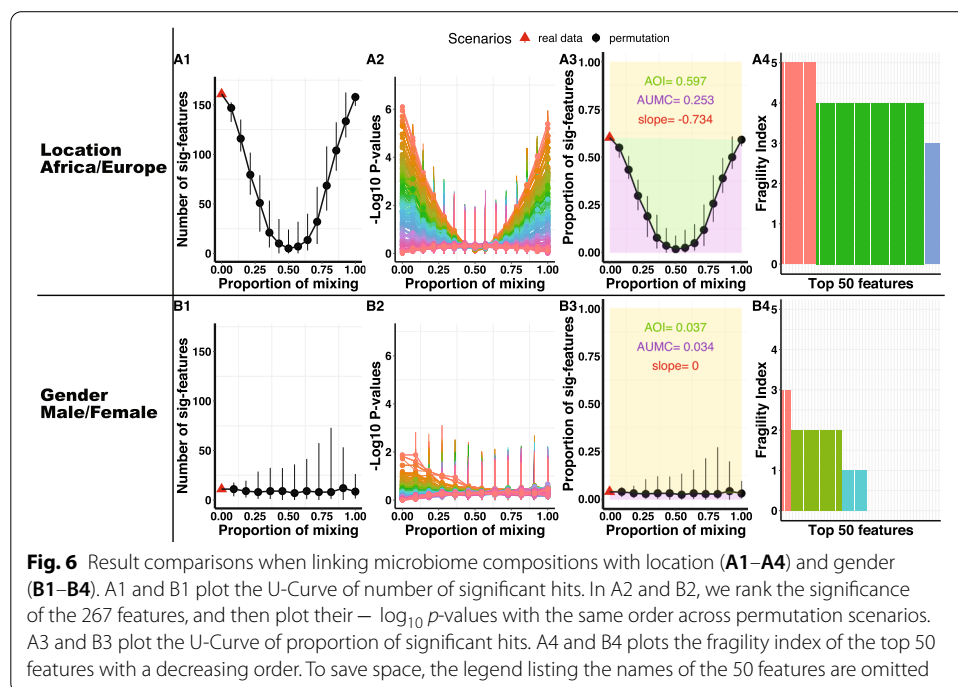 Scenarios real data permutation
A1 A2 A3 A4
Location
Africa/Europe
Number of sig-features
150
100
50
0
0.00 0.25 0.50 0.75 1.00
Proportion of mixing
-Log10 P-values
6
4
2
0
0.00 0.25 0.50 0.75 1.00
Proportion of mixing
Proportion of sig-features
1.00
0.75
0.50
0.25
0.00
AOI= 0.597
AUMC= 0.253
slope= -0.734
0.00 0.25 0.50 0.75 1.00
Proportion of mixing
Fragility Index
5
4
3
2
1
0
Top 50 features
B1 B2 B3 B4
Gender
Male/Female
Number of sig-features
150
100
50
0
0.00 0.25 0.50 0.75 1.00
Proportion of mixing
-Log10 P-values
6
4
2
0
0.00 0.25 0.50 0.75 1.00
Proportion of mixing
Proportion of sig-features
1.00
0.75
0.50
0.25
0.00
AOI= 0.037
AUMC= 0.034
slope= 0
0.00 0.25 0.50 0.75 1.00
Proportion of mixing
Fragility Index
5
4
3
2
1
0
Top 50 features
Fig. 6 Result comparisons when linking microbiome compositions with location (A1–A4) and gender
(B1–B4). A1 and B1 plot the U-Curve of number of significant hits. In A2 and B2, we rank the significance
of the 267 features, and then plot their − log10 p-values with the same order across permutation scenarios.
A3 and B3 plot the U-Curve of proportion of significant hits. A4 and B4 plots the fragility index of the top 50
features with a decreasing order. To save space, the legend listing the names of the 50 features are omitted